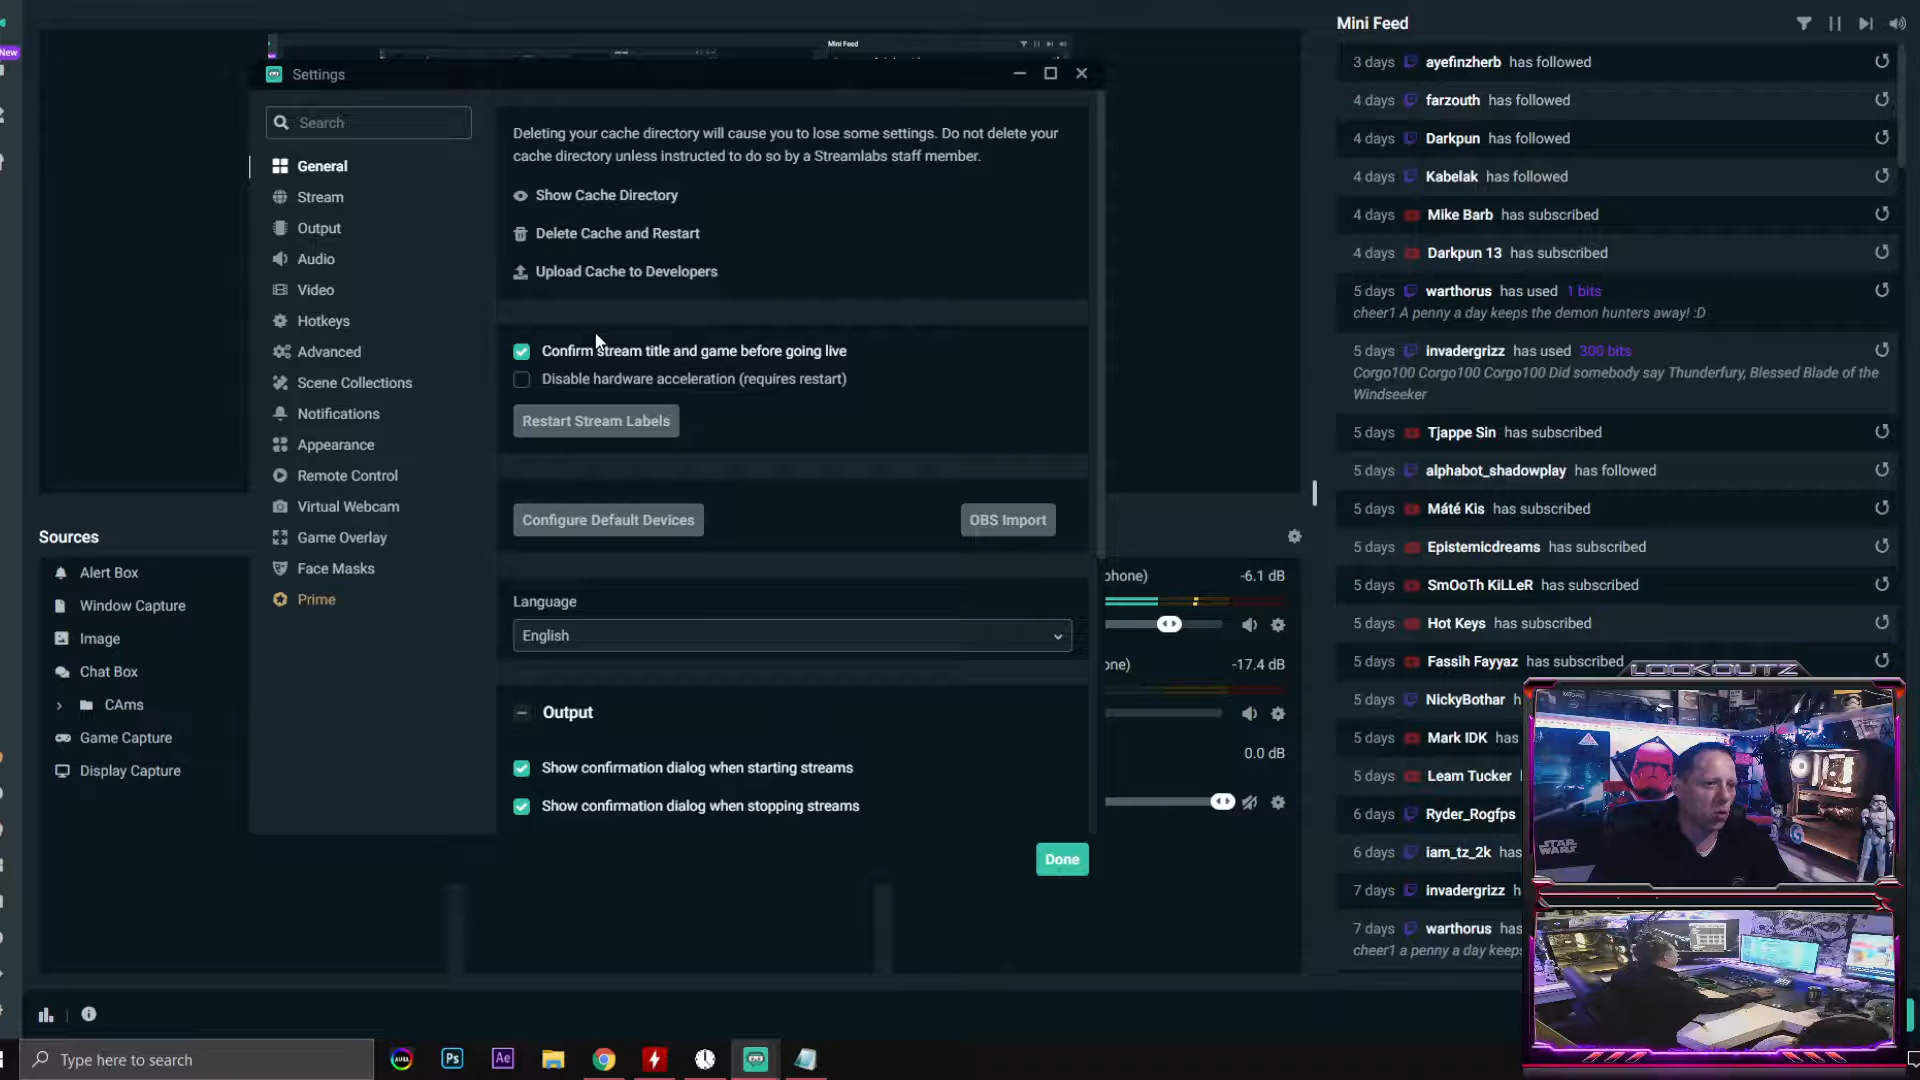 New
Mini Feed
Settings
Search
General
Stream
Output
Audio
Video
Hotkeys
Advanced
Scene Collections
Notifications
Appearance
Remote Control
Virtual Webcam
Game Overlay
Face Masks
Prime
Deleting your cache directory will cause you to lose some settings. Do not delete your
cache directory unless instructed to do so by a Streamlabs staff member.
Show Cache Directory
Delete Cache and Restart
Upload Cache to Developers
Confirm stream title and game before going live
Disable hardware acceleration (requires restart)
Restart Stream Labels
Configure Default Devices
OBS Import
Language
English
Output
Show confirmation dialog when starting streams
Show confirmation dialog when stopping streams
Done
Sources
Alert Box
Window Capture
Image
Chat Box
CAms
Game Capture
Display Capture
phone) -6.1 dB
one) -17.4 dB
0.0 dB
Mini Feed
3 days ayefinzherb has followed
4 days farzouth has followed
4 days Darkpun has followed
4 days Kabelak has followed
4 days Mike Barb has subscribed
4 days Darkpun 13 has subscribed
5 days warthorus has used 1 bits
cheer1 A penny a day keeps the demon hunters away! :D
5 days invadergrizz has used 300 bits
Corgo100 Corgo100 Corgo100 Did somebody say Thunderfury, Blessed Blade of the
Windseeker
5 days Tjappe Sin has subscribed
5 days alphabot_shadowplay has followed
5 days Máté Kis has subscribed
5 days Epistemicdreams has subscribed
5 days SmOoTh KiLLeR has subscribed
5 days Hot Keys has subscribed
5 days Fassih Fayyaz has subscribed
5 days NickyBothar h
5 days Mark IDK has
5 days Leam Tucker
6 days Ryder_Rogfps
6 days iam_tz_2k has
7 days invadergrizz h
7 days warthorus has
cheer1 a penny a day keeps
LOCKOUTZ
STAR
WARS
Type here to search
Ps
Ae